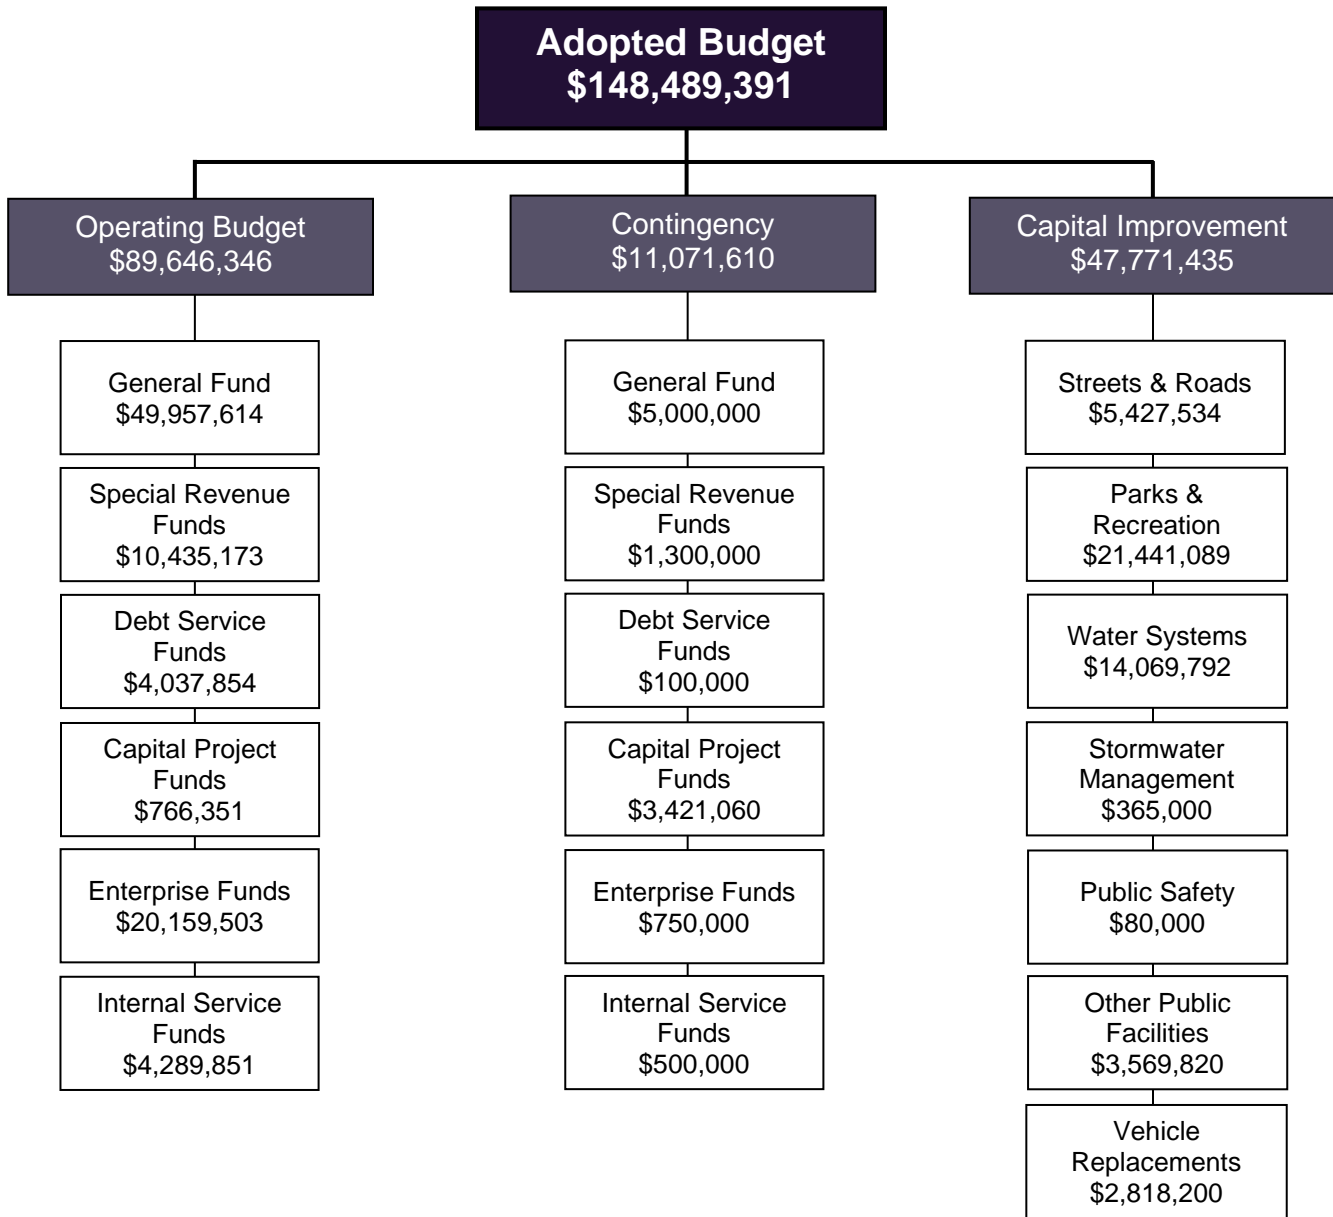 Adopted Budget
$148,489,391
Operating Budget
$89,646,346
General Fund
$49,957,614
Special Revenue
Funds
$10,435,173
Debt Service
Funds
$4,037,854
Capital Project
Funds
$766,351
Enterprise Funds
$20,159,503
Internal Service
Funds
$4,289,851
Contingency
$11,071,610
General Fund
$5,000,000
Special Revenue
Funds
$1,300,000
Debt Service
Funds
$100,000
Capital Project
Funds
$3,421,060
Enterprise Funds
$750,000
Internal Service
Funds
$500,000
Capital Improvement
$47,771,435
Streets & Roads
$5,427,534
Parks &
Recreation
$21,441,089
Water Systems
$14,069,792
Stormwater
Management
$365,000
Public Safety
$80,000
Other Public
Facilities
$3,569,820
Vehicle
Replacements
$2,818,200